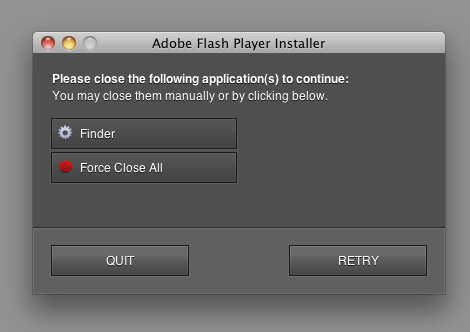 Adobe Flash Player Installer
Please close the following application(s) to continue:
You may close them manually or by clicking below.
Finder
Force Close All
QUIT
RETRY